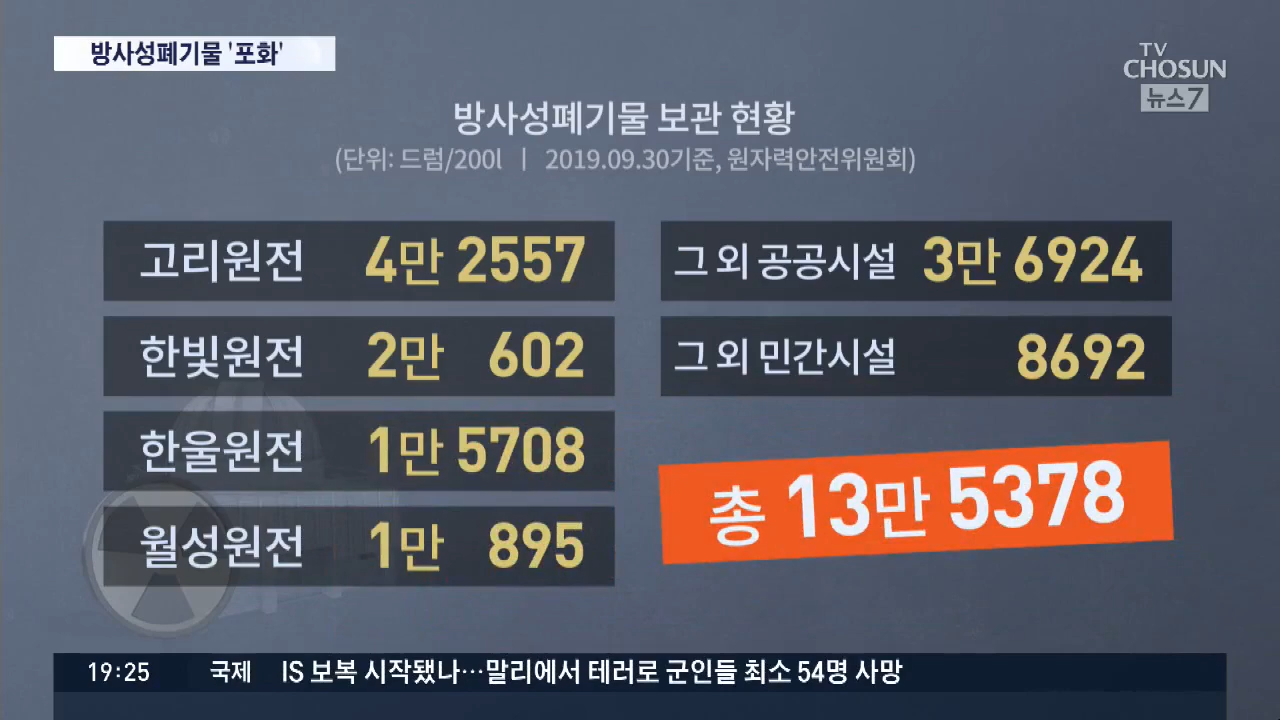 방사성폐기물 '포화'
TV
CHOSUN
뉴스7
방사성폐기물 보관 현황
(단위: 드럼/200l ㅣ 2019.09.30기준, 원자력안전위원회)
고리원전 4만 2557
한빛원전 2만 602
한울원전 1만 5708
월성원전 1만 895
그 외 공공시설 3만 6924
그 외 민간시설 8692
총 13만 5378
19:25 국제 IS 보복 시작됐나…말리에서 테러로 군인들 최소 54명 사망